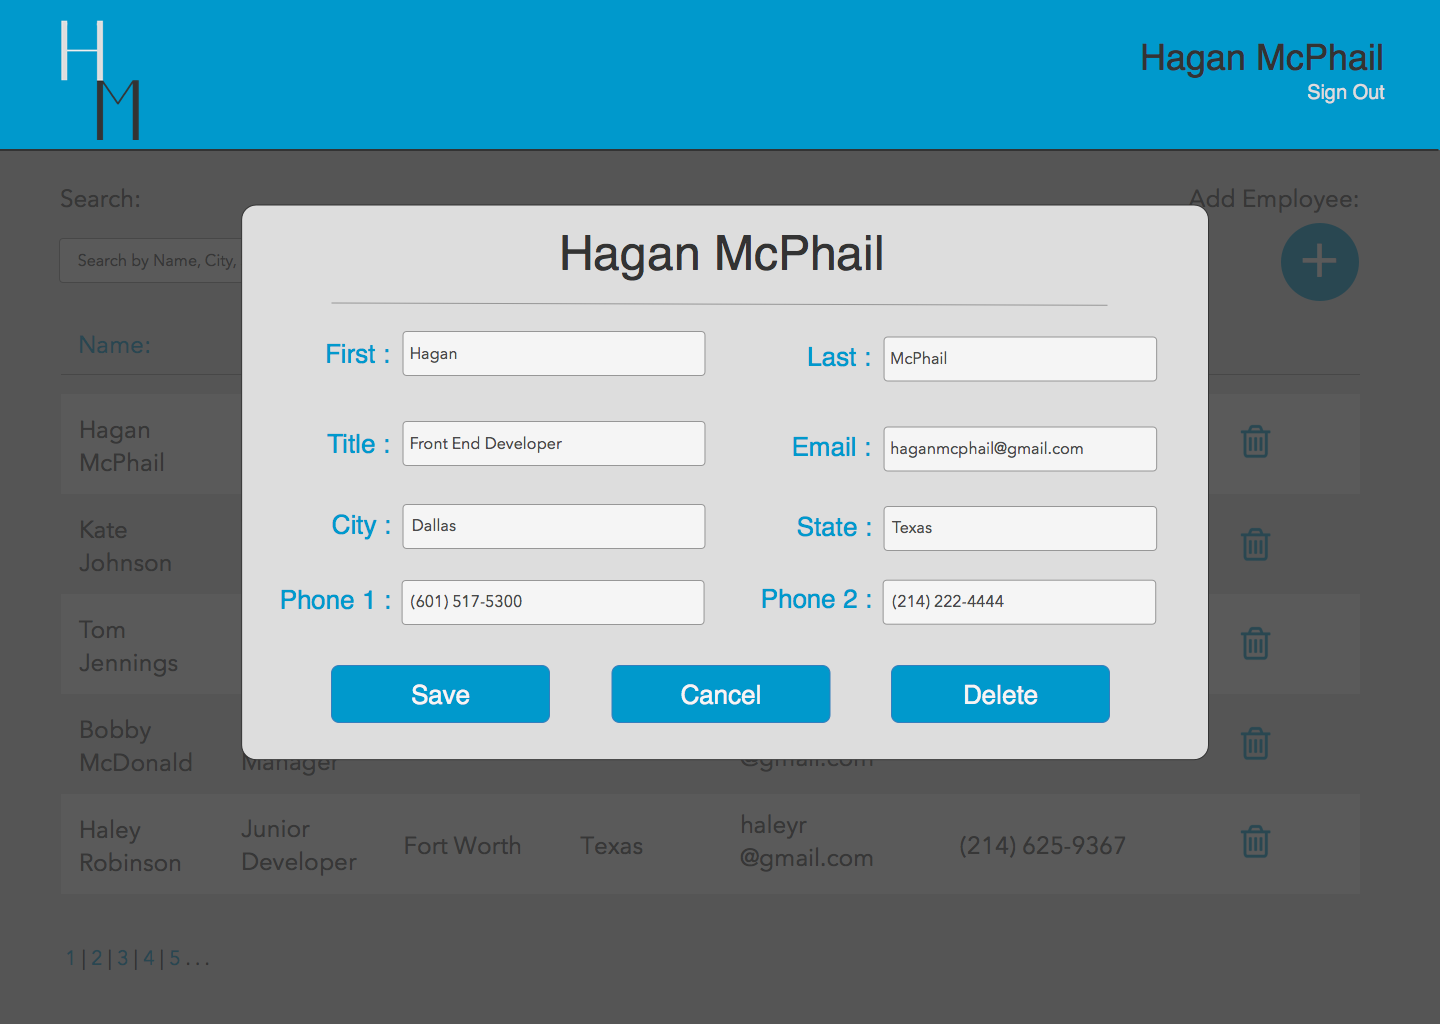 H
M
Hagan McPhail
Sign Out
Search:
Add Employee:
Search by Name, City,
Name:
Hagan McPhail
First :
Hagan
Last :
McPhail
Title :
Front End Developer
Email :
haganmcphail@gmail.com
City :
Dallas
State :
Texas
Phone 1 :
(601) 517-5300
Phone 2 :
(214) 222-4444
Save
Cancel
Delete
Hagan
McPhail
Kate
Johnson
Tom
Jennings
Bobby
McDonald
Manager
@gmail.com
Haley
Robinson
Junior
Developer
Fort Worth
Texas
haleyr
@gmail.com
(214) 625-9367
1 | 2 | 3 | 4 | 5 . . .